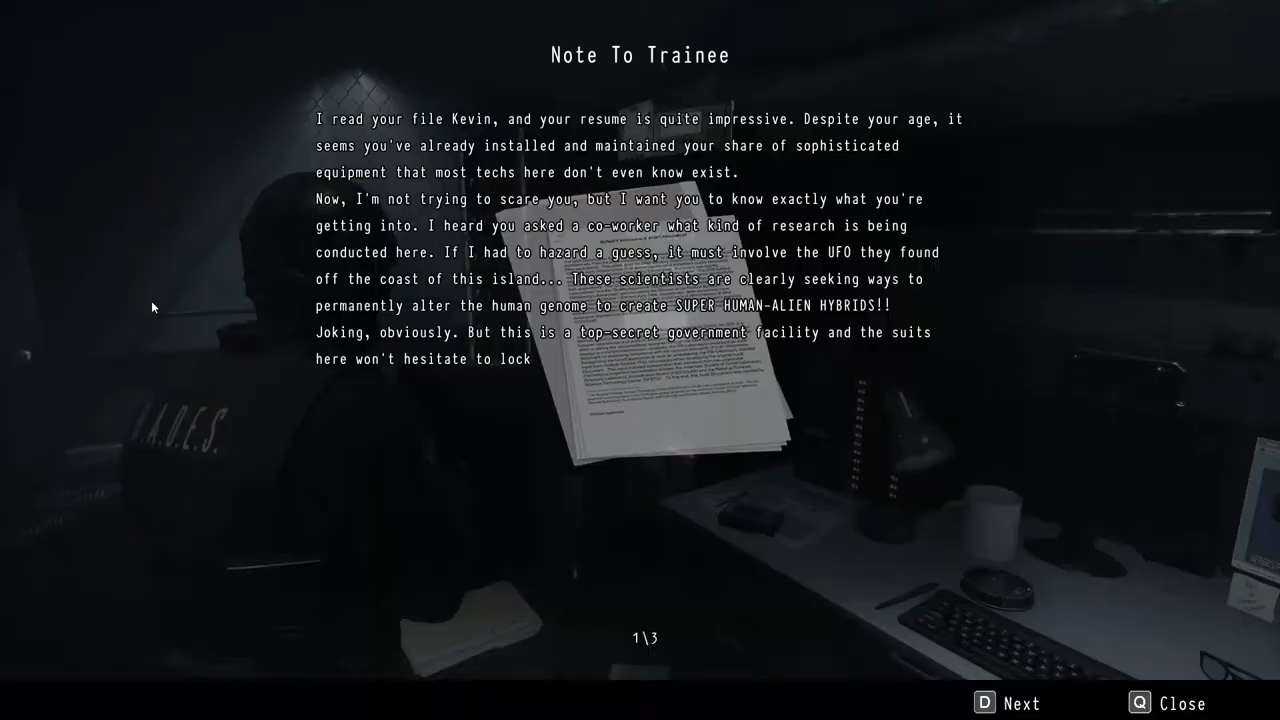 Note To Trainee
I read your file Kevin, and your resume is quite impressive. Despite your age, it
seems you've already installed and maintained your share of sophisticated
equipment that most techs here don't even know exist.
Now, I'm not trying to scare you, but I want you to know exactly what you're
getting into. I heard you asked a co-worker what kind of research is being
conducted here. If I had to hazard a guess, it must involve the UFO they found
off the coast of this island... These scientists are clearly seeking ways to
permanently alter the human genome to create SUPER HUMAN-ALIEN HYBRIDS!!
Joking, obviously. But this is a top-secret government facility and the suits
here won't hesitate to lock
1\3
D Next
Q Close